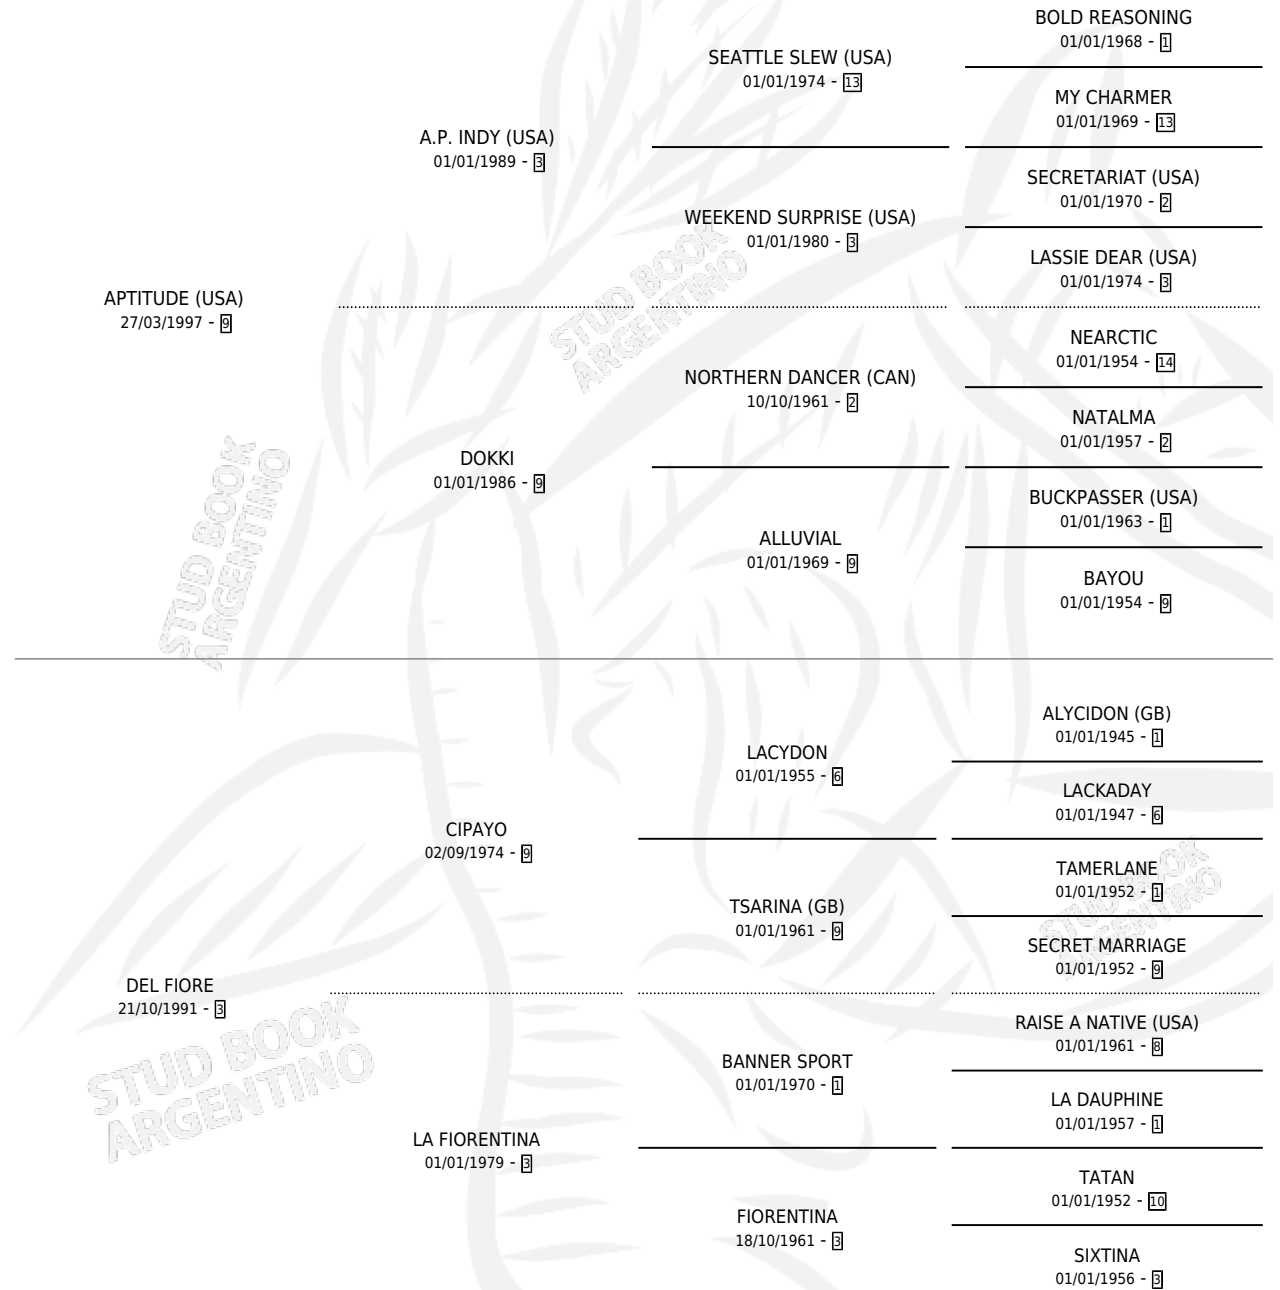 BOLD REASONING
01/01/1968 - 1
SEATTLE SLEW (USA)
01/01/1974 - 13
MY CHARMER
01/01/1969 - 13
A.P. INDY (USA)
01/01/1989 - 3
SECRETARIAT (USA)
01/01/1970 - 2
WEEKEND SURPRISE (USA)
01/01/1980 - 3
LASSIE DEAR (USA)
01/01/1974 - 3
APTITUDE (USA)
27/03/1997 - 9
NEARCTIC
01/01/1954 - 14
NORTHERN DANCER (CAN)
10/10/1961 - 2
NATALMA
01/01/1957 - 2
DOKKI
01/01/1986 - 9
BUCKPASSER (USA)
01/01/1963 - 1
ALLUVIAL
01/01/1969 - 9
BAYOU
01/01/1954 - 9
STUD BOOK
ARGENTINO
STUD BOOK
ARGENTINO
ALYCIDON (GB)
01/01/1945 - 1
LACYDON
01/01/1955 - 6
LACKADAY
01/01/1947 - 6
CIPAYO
02/09/1974 - 9
TAMERLANE
01/01/1952 - 1
TSARINA (GB)
01/01/1961 - 9
SECRET MARRIAGE
01/01/1952 - 9
DEL FIORE
21/10/1991 - 3
RAISE A NATIVE (USA)
01/01/1961 - 8
BANNER SPORT
01/01/1970 - 1
LA DAUPHINE
01/01/1957 - 1
LA FIORENTINA
01/01/1979 - 3
TATAN
01/01/1952 - 10
FIORENTINA
18/10/1961 - 3
SIXTINA
01/01/1956 - 3
STUD BOOK
ARGENTINO
STUD BOOK
ARGENTINO